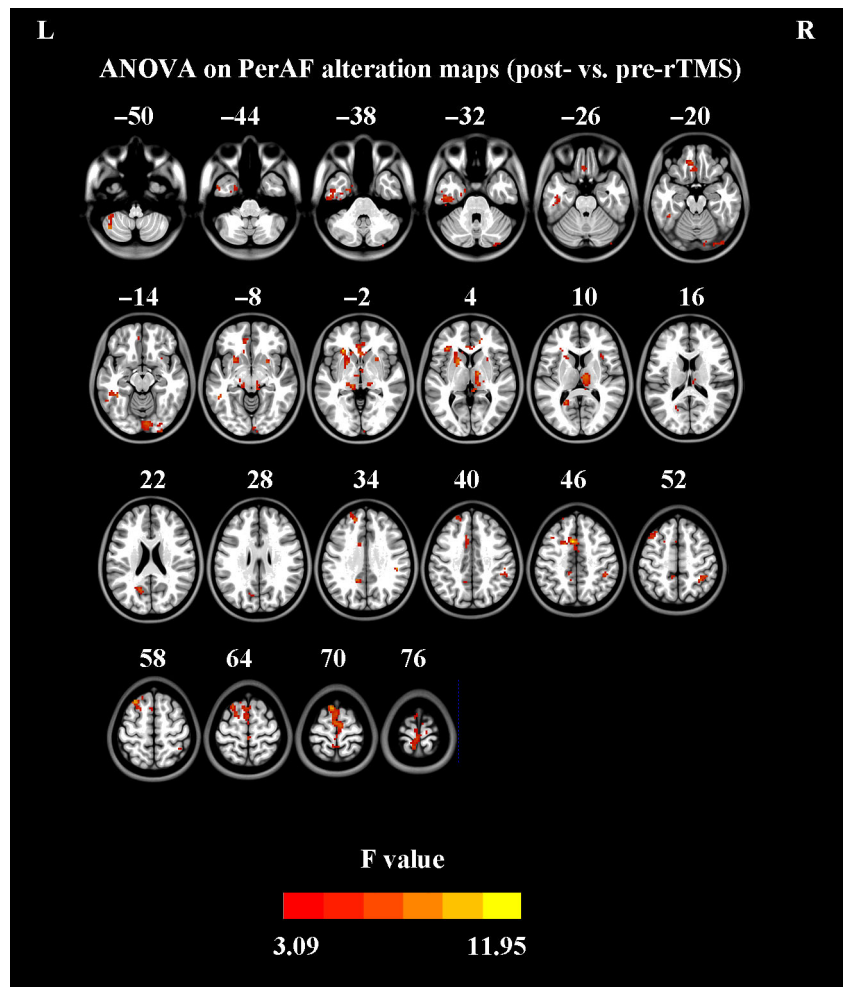 L R
ANOVA on PerAF alteration maps (post- vs. pre-rTMS)
−50 −44 −38 −32 −26 −20
−14 −8 −2 4 10 16
22 28 34 40 46 52
58 64 70 76
F value
3.09 11.95